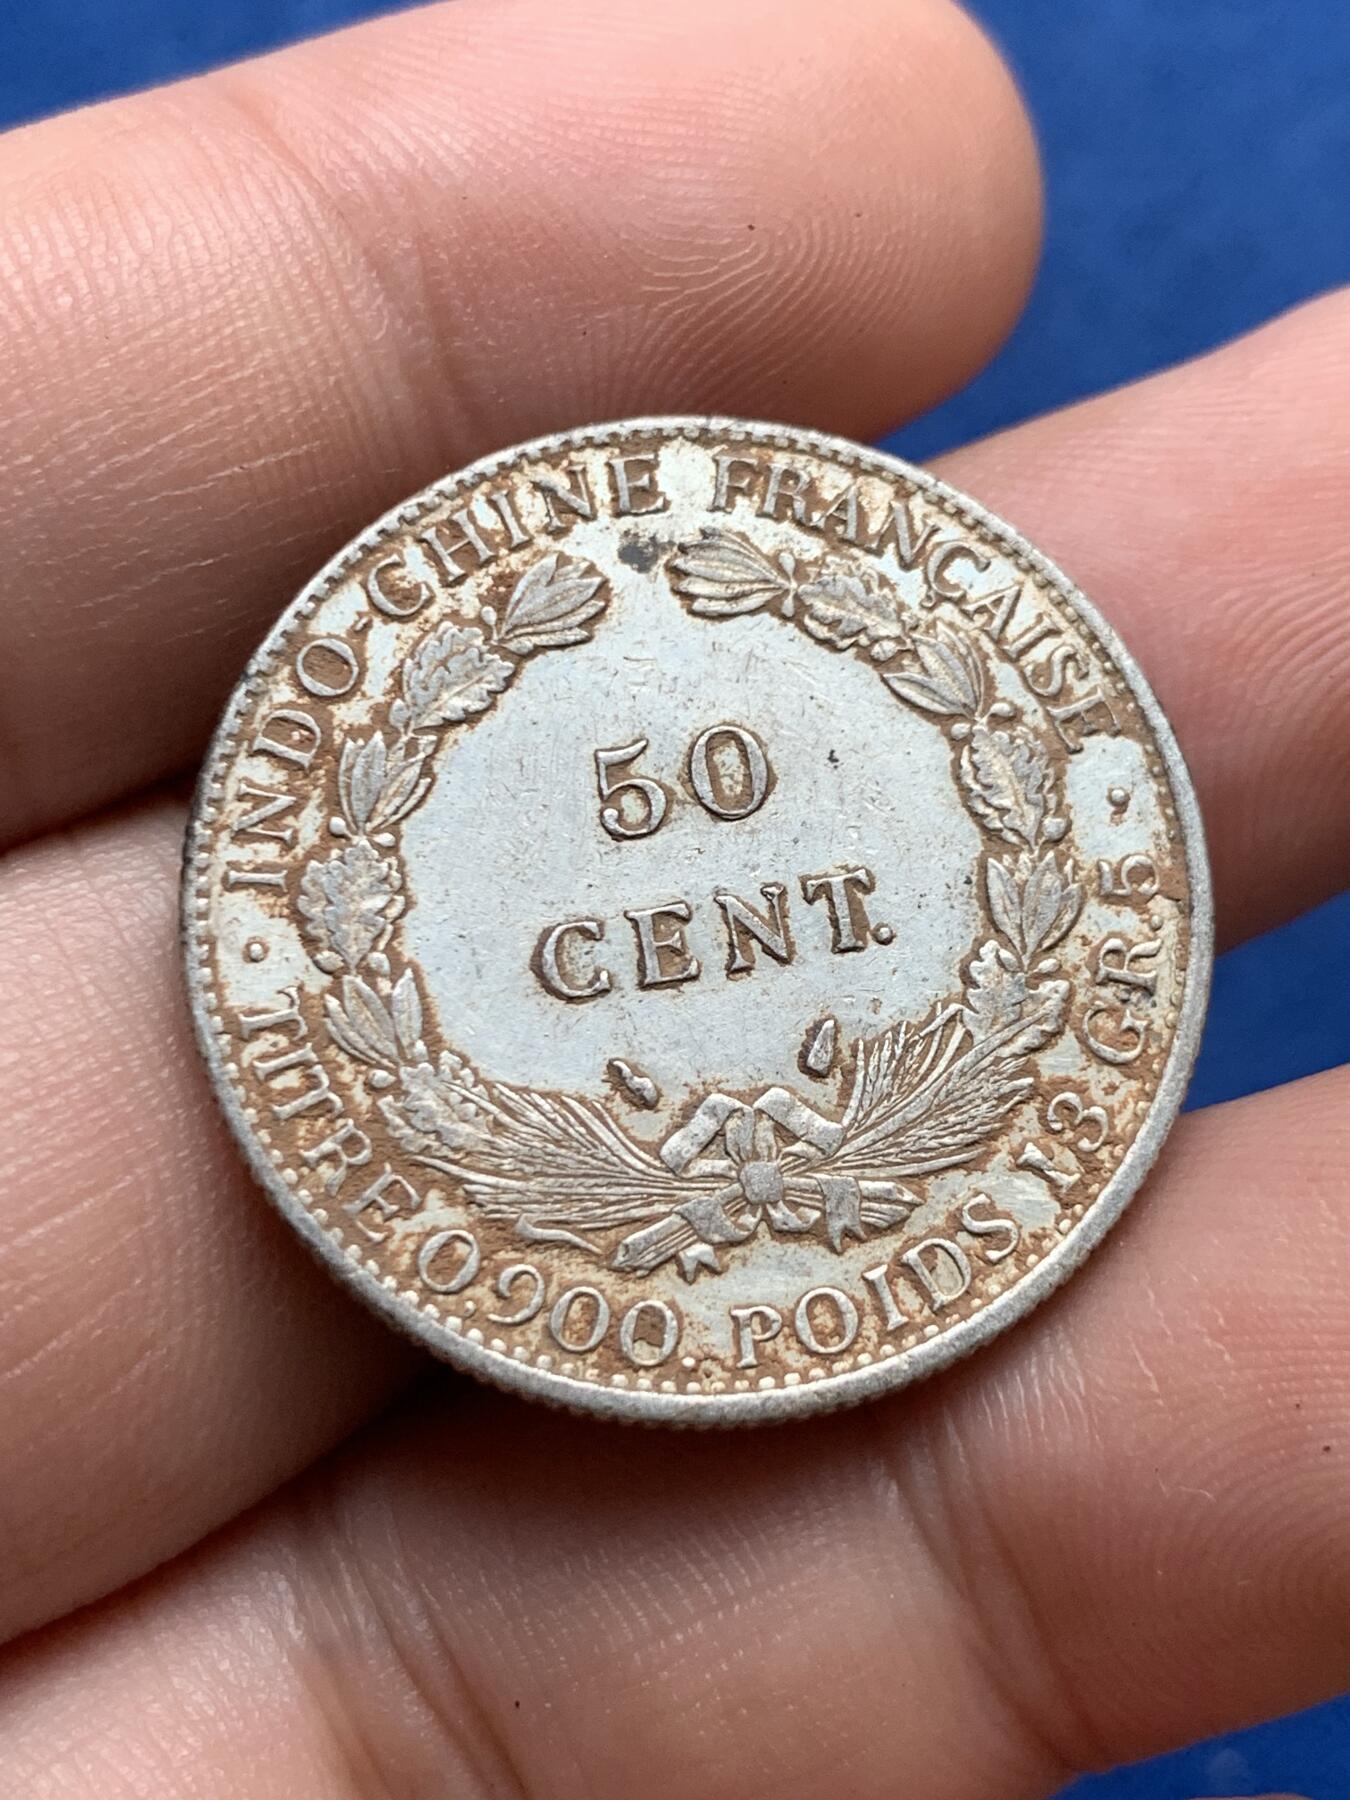 INDO-CHINE FRANÇAISE
50
CENT.
· TITRE 0,900. POIDS 13 GR. 5 ·